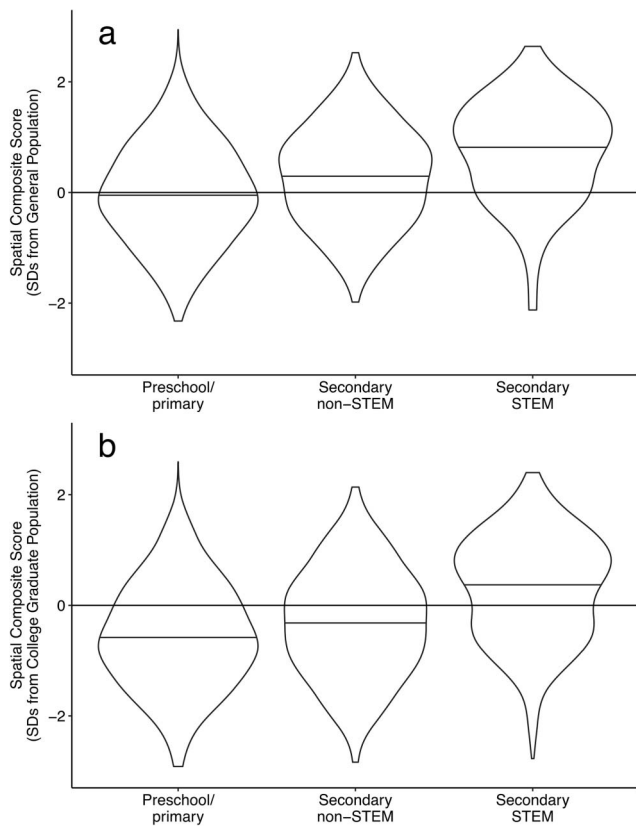 a
Spatial Composite Score
(SDs from General Population)
2
0
−2
Preschool/
primary
Secondary
non−STEM
Secondary
STEM
b
Spatial Composite Score
(SDs from College Graduate Population)
2
0
−2
Preschool/
primary
Secondary
non−STEM
Secondary
STEM